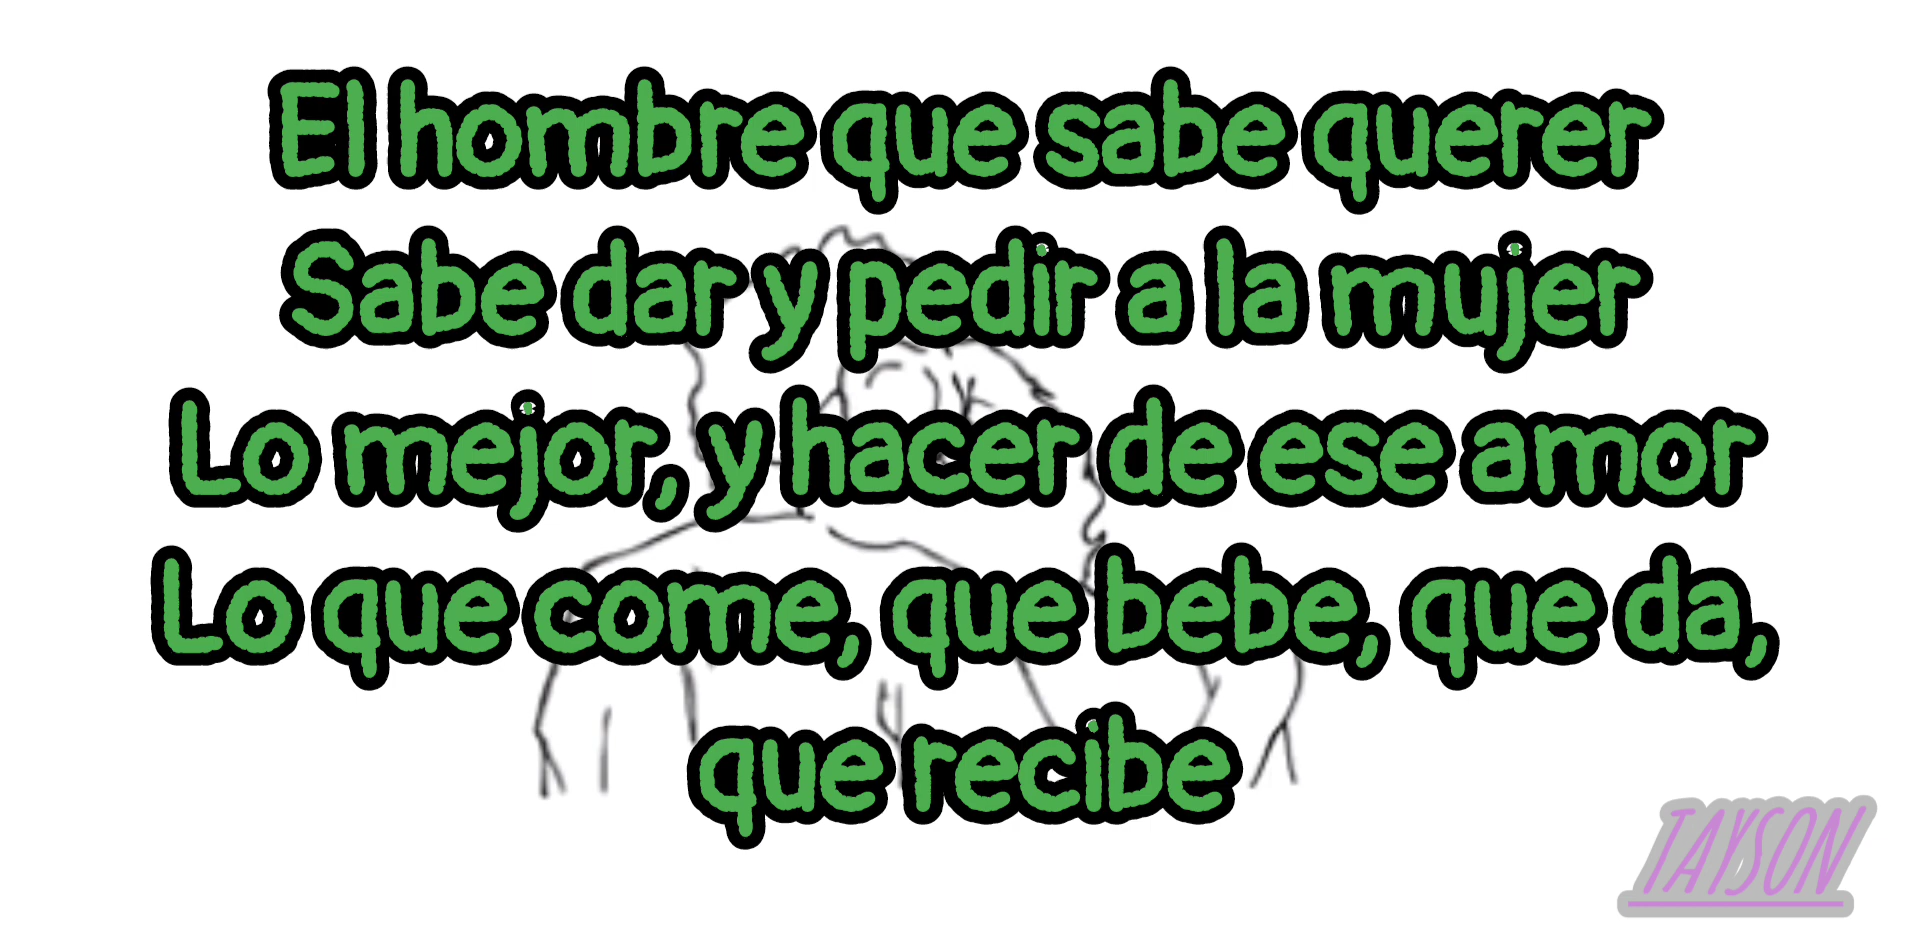 El hombre que sabe querer
Sabe dar y pedir a la mujer
Lo mejor, y hacer de ese amor
Lo que come, que bebe, que da,
que recibe
TAYSON